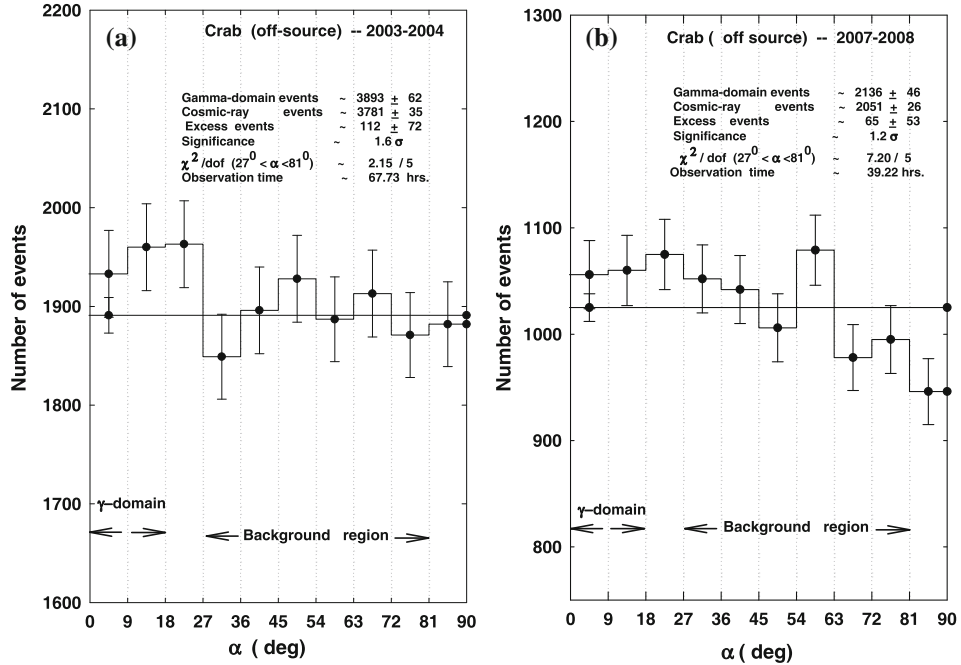 (a)
Crab (off-source) -- 2003-2004
Gamma-domain events ~ 3893 ± 62
Cosmic-ray events ~ 3781 ± 35
Excess events ~ 112 ± 72
Significance ~ 1.6 σ
χ²/dof (27⁰ < α < 81⁰) ~ 2.15 / 5
Observation time ~ 67.73 hrs.
2200
2100
2000
1900
1800
1700
1600
Number of events
γ–domain
Background region
0 9 18 27 36 45 54 63 72 81 90
α ( deg)
(b)
Crab ( off source) -- 2007-2008
Gamma-domain events ~ 2136 ± 46
Cosmic-ray events ~ 2051 ± 26
Excess events ~ 65 ± 53
Significance ~ 1.2 σ
χ²/dof (27⁰ < α <81⁰) ~ 7.20 / 5
Observation time ~ 39.22 hrs.
1300
1200
1100
1000
900
800
Number of events
γ–domain
Background region
0 9 18 27 36 45 54 63 72 81 90
α ( deg)